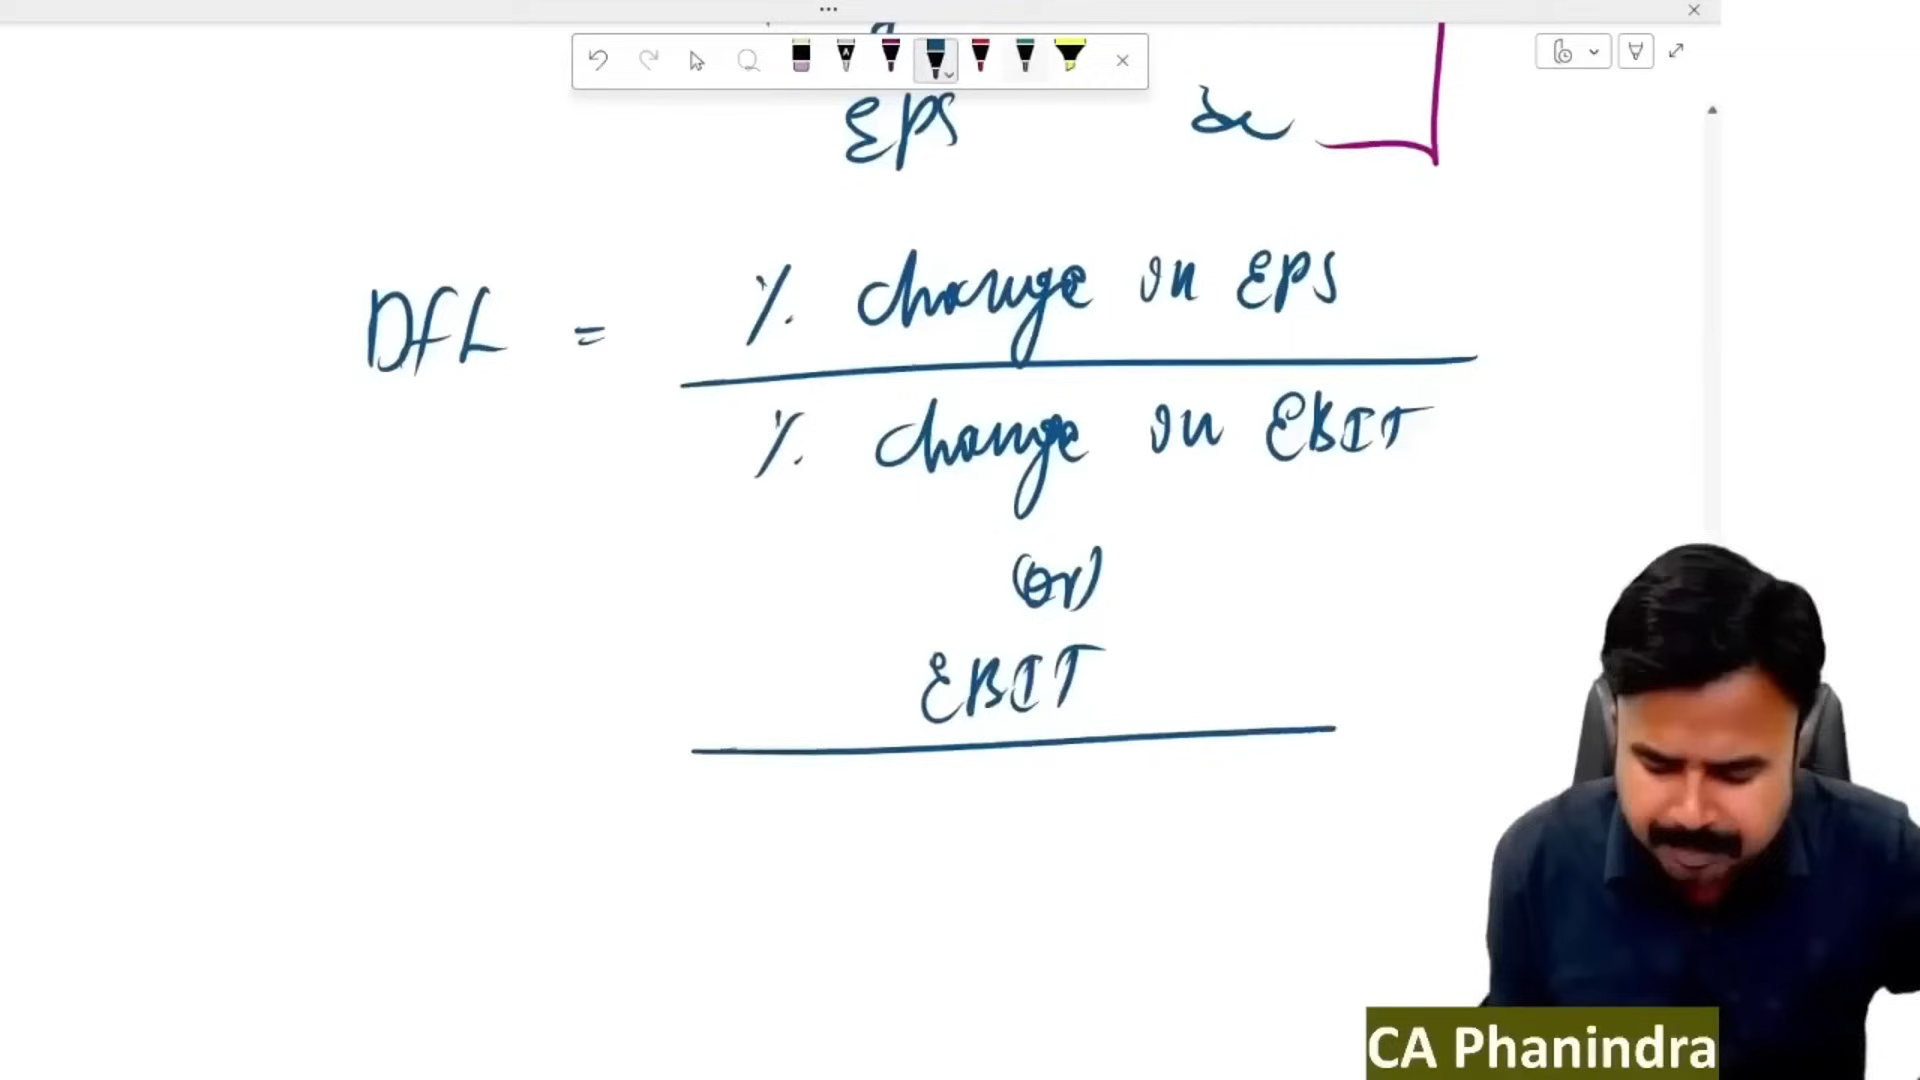 EPS
DFL = % change in EPS
% change in EBIT
(or)
EBIT
CA Phanindra